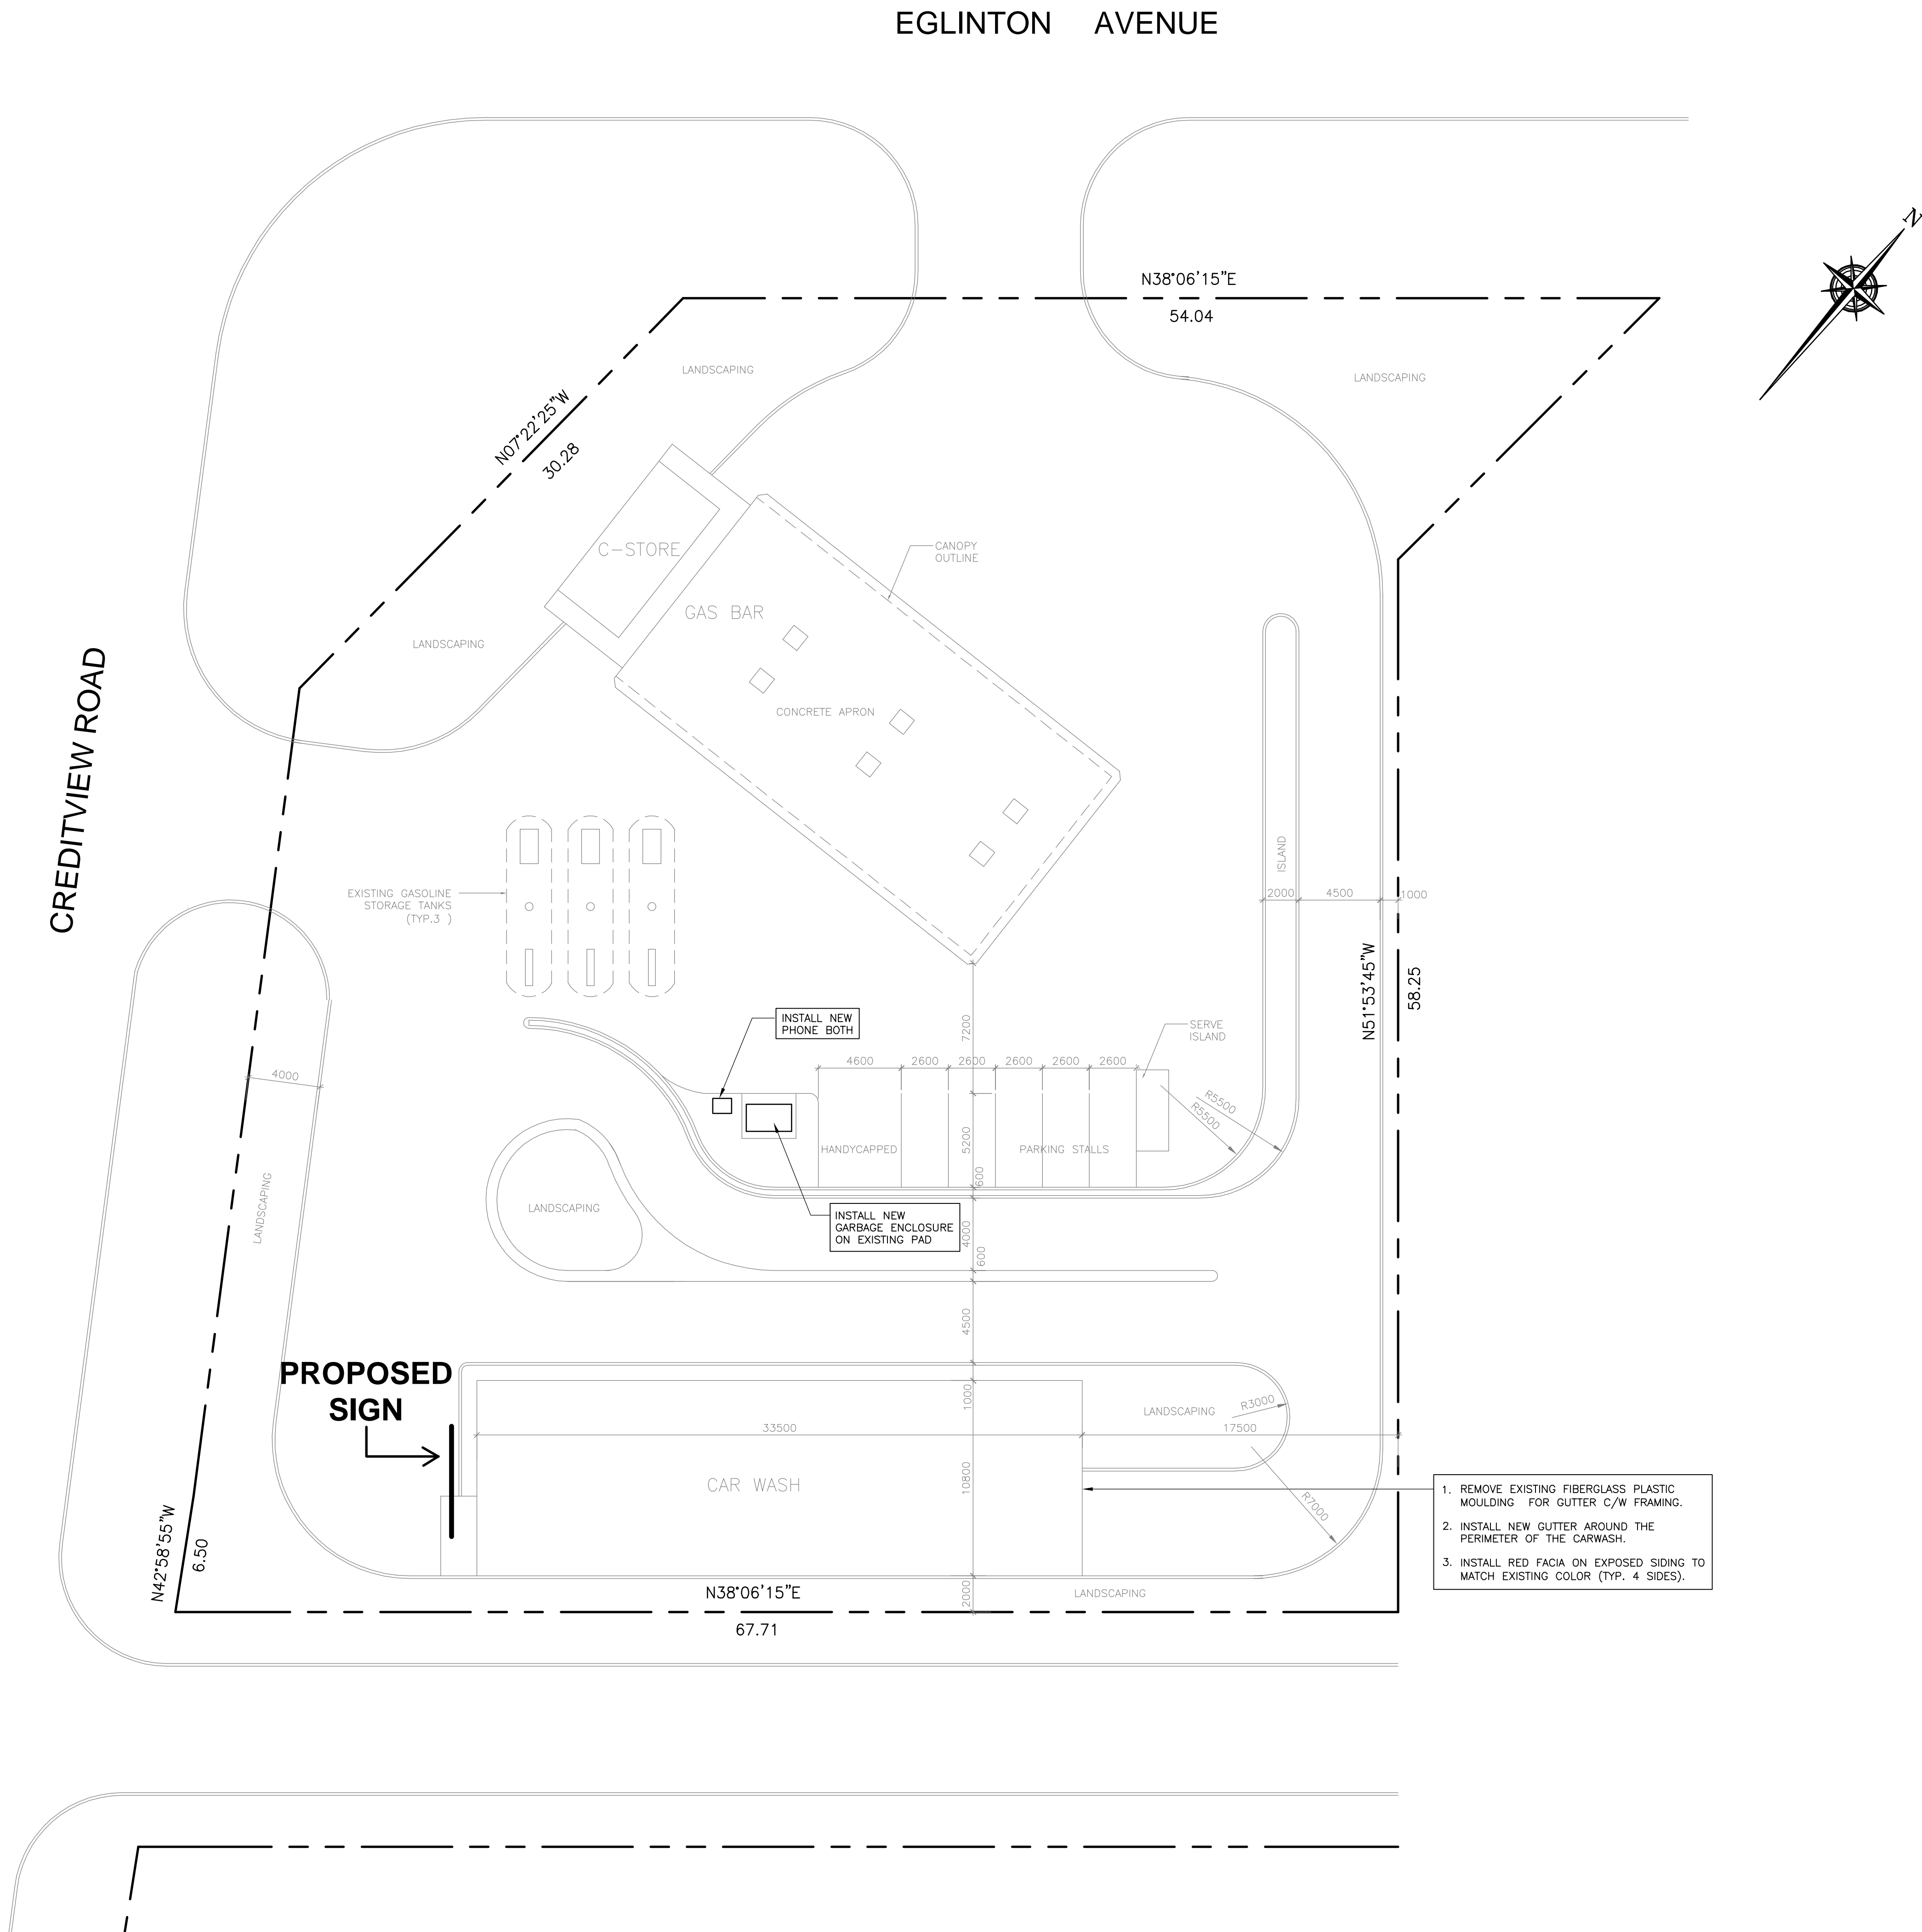 EGLINTON AVENUE
N
N38°06'15"E
54.04
LANDSCAPING
LANDSCAPING
N07°22'25"W
30.28
C-STORE
CANOPY
OUTLINE
GAS BAR
LANDSCAPING
CREDITVIEW ROAD
CONCRETE APRON
ISLAND
EXISTING GASOLINE
STORAGE TANKS
(TYP.3 )
2000
4500
1000
N51°53'45"W
58.25
INSTALL NEW
PHONE BOTH
7200
SERVE
ISLAND
4600
2600
2600
2600
2600
2600
4000
R5500
R5500
HANDYCAPPED
5200
PARKING STALLS
600
LANDSCAPING
LANDSCAPING
INSTALL NEW
GARBAGE ENCLOSURE
ON EXISTING PAD
4000
600
4500
PROPOSED
SIGN
1000
R3000
LANDSCAPING
33500
17500
CAR WASH
10800
R7000
1. REMOVE EXISTING FIBERGLASS PLASTIC
MOULDING FOR GUTTER C/W FRAMING.
2. INSTALL NEW GUTTER AROUND THE
PERIMETER OF THE CARWASH.
3. INSTALL RED FACIA ON EXPOSED SIDING TO
MATCH EXISTING COLOR (TYP. 4 SIDES).
N42°58'55"W
6.50
N38°06'15"E
67.71
2000
LANDSCAPING